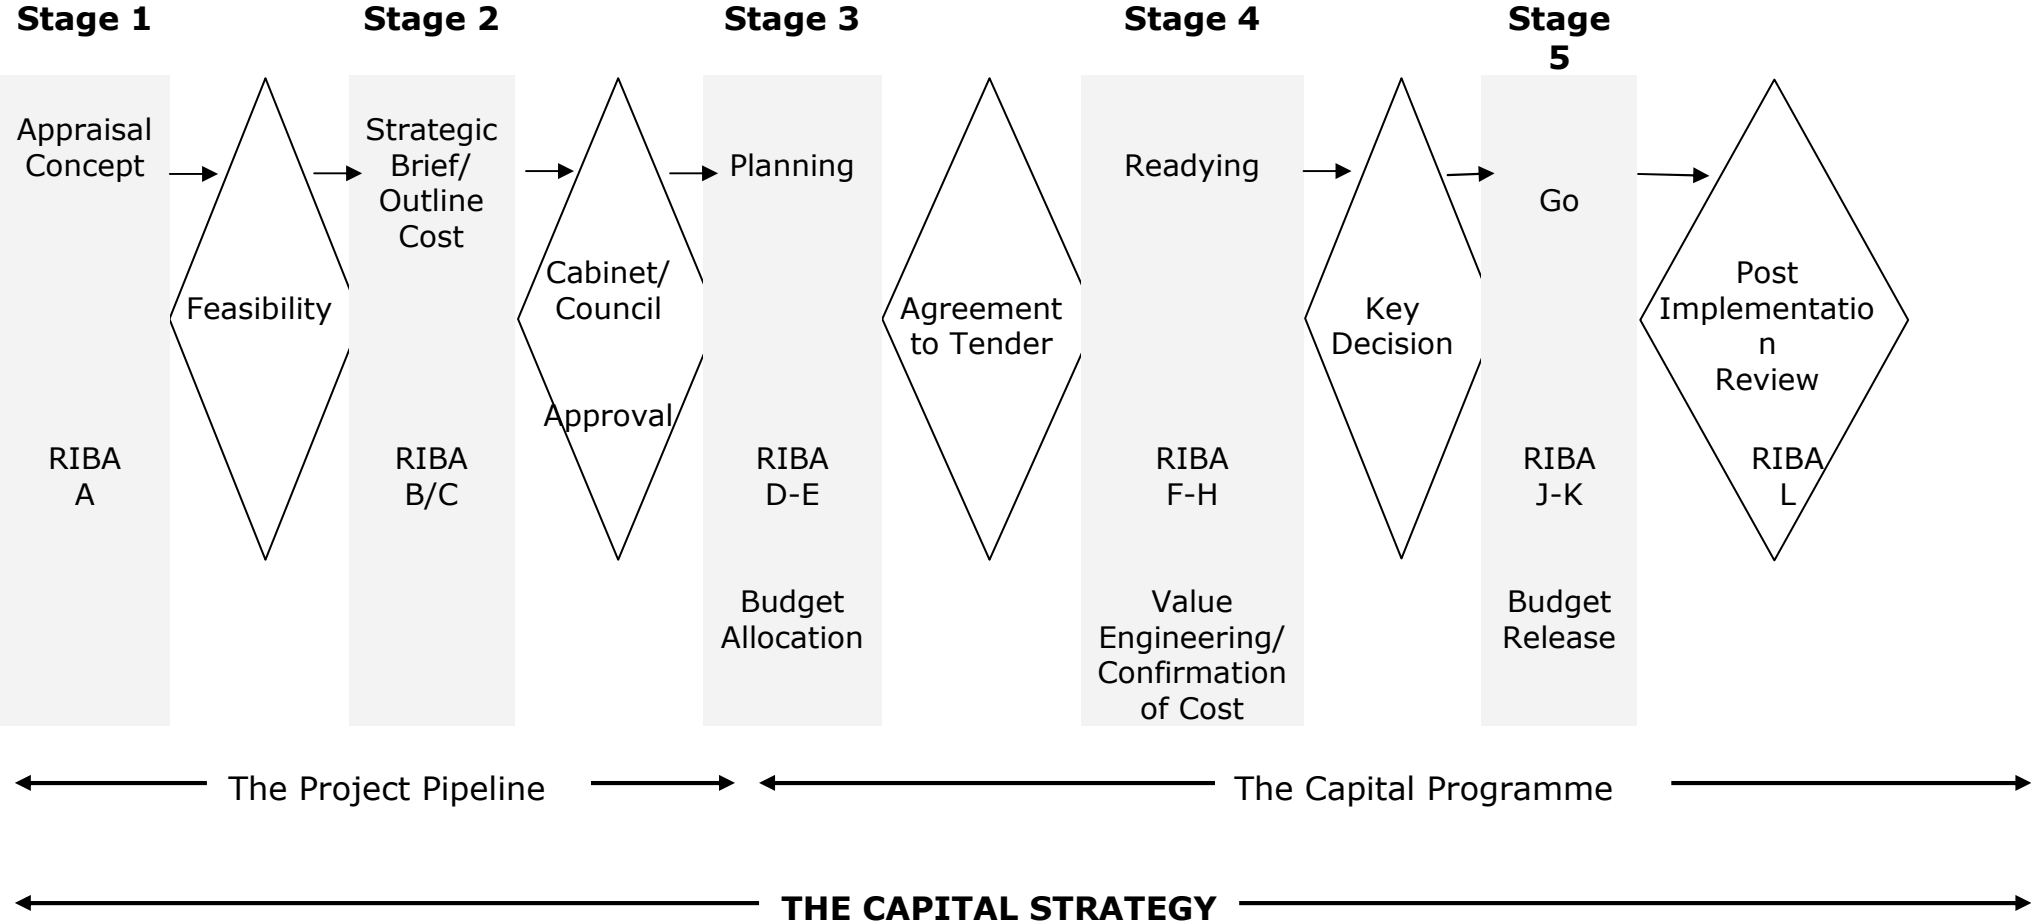 Stage 1
Stage 2
Stage 3
Stage 4
Stage
5
Appraisal
Concept
RIBA
A
Feasibility
Strategic
Brief/
Outline
Cost
RIBA
B/C
Cabinet/
Council
Approval
Planning
RIBA
D-E
Budget
Allocation
Agreement
to Tender
Readying
RIBA
F-H
Value
Engineering/
Confirmation
of Cost
Key
Decision
Go
RIBA
J-K
Budget
Release
Post
Implementatio
n
Review
RIBA
L
The Project Pipeline
The Capital Programme
THE CAPITAL STRATEGY